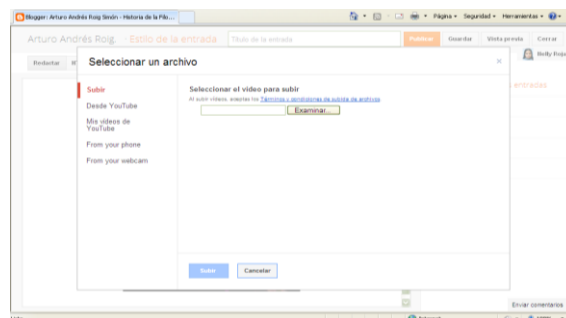 Blogger: Arturo Andrés Roig Simón - Historia de la Filo...
Página
Seguridad
Herramientas
Arturo Andrés Roig.
Estilo de la entrada
Título de la entrada
Publicar
Guardar
Vista previa
Cerrar
Redactar
Nelly Roja
Seleccionar un archivo
Subir
Desde YouTube
Mis vídeos de
YouTube
From your phone
From your webcam
Seleccionar el vídeo para subir
Al subir vídeos, aceptas los Términos y condiciones de subida de archivos
Examinar...
Subir
Cancelar
entradas
Enviar comentarios